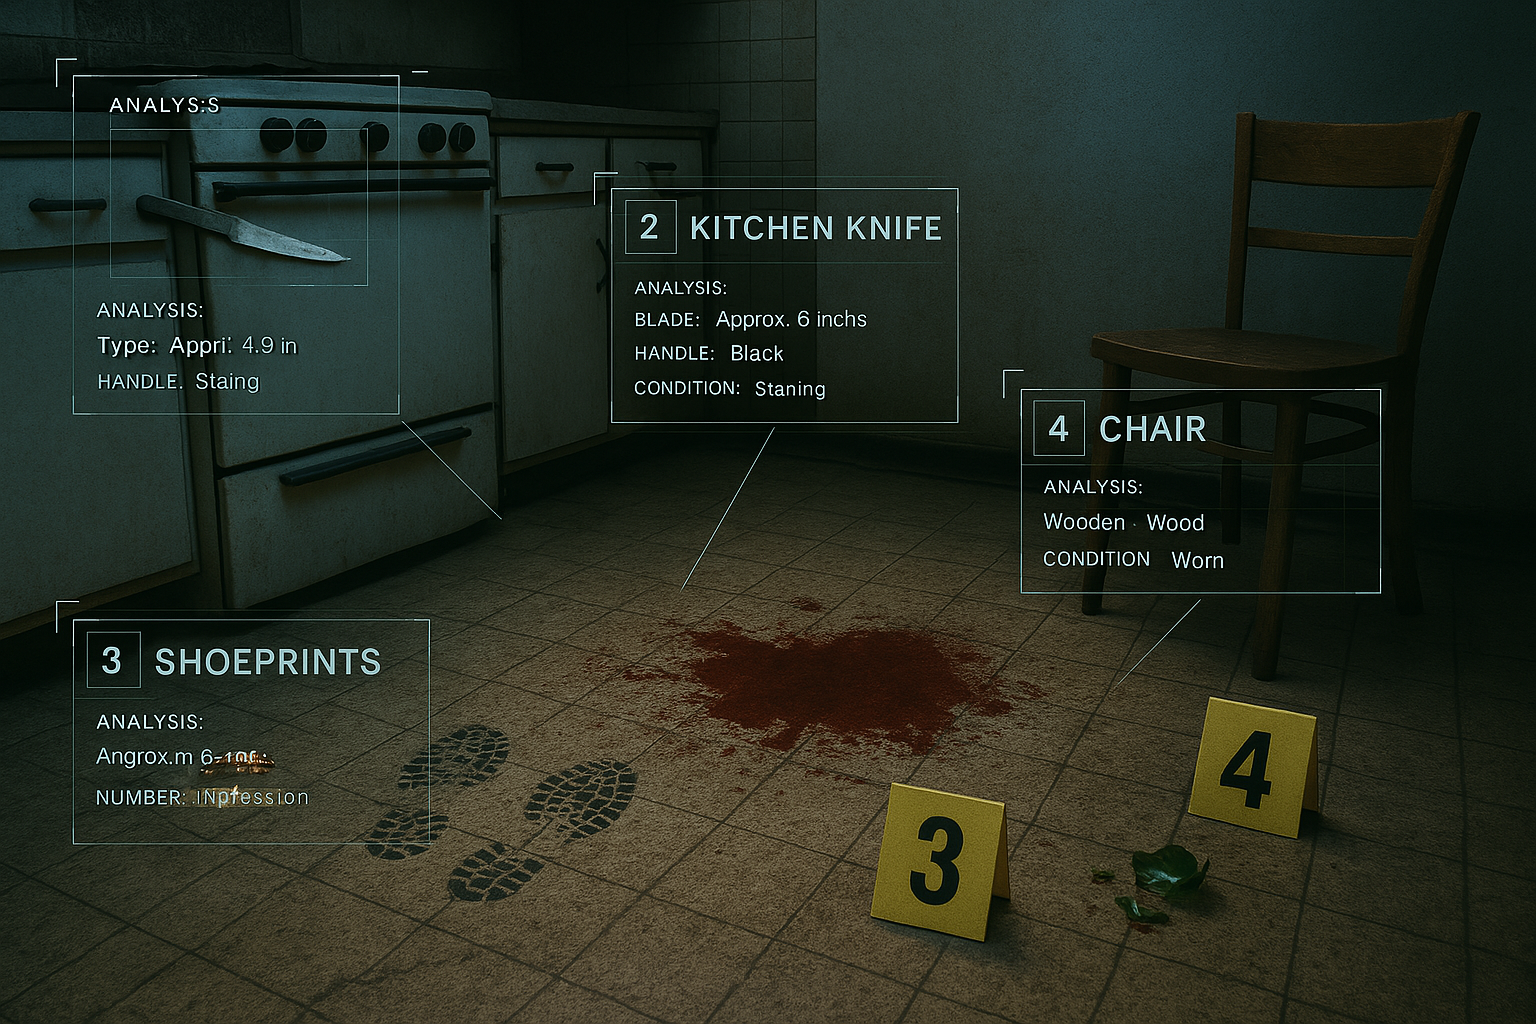 ANALYS:S
ANALYSIS:
Type: Appri: 4.9 in
HANDLE. Staing
2 KITCHEN KNIFE
ANALYSIS:
BLADE: Approx. 6 inchs
HANDLE: Black
CONDITION: Staning
4 CHAIR
ANALYSIS:
Wooden · Wood
CONDITION Worn
3 SHOEPRINTS
ANALYSIS:
Angrox.m
NUMBER: INpression
4
3